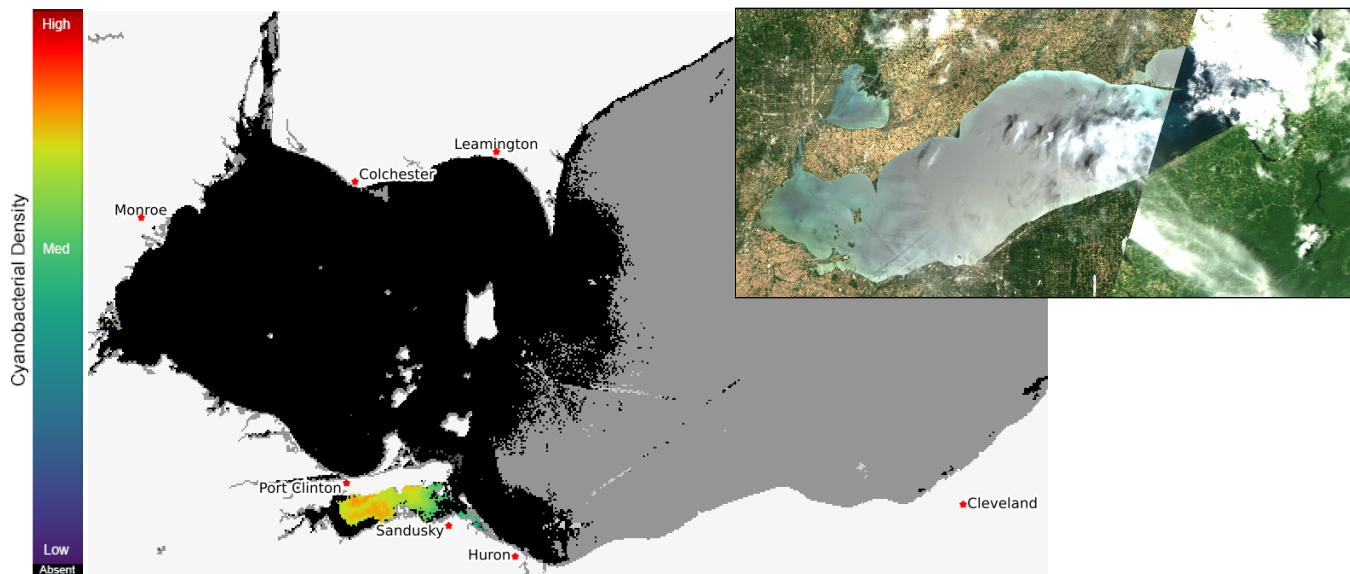 High
Med
Low
Absent
Cyanobacterial Density
Leamington
Colchester
Monroe
Port Clinton
Sandusky
Huron
Cleveland